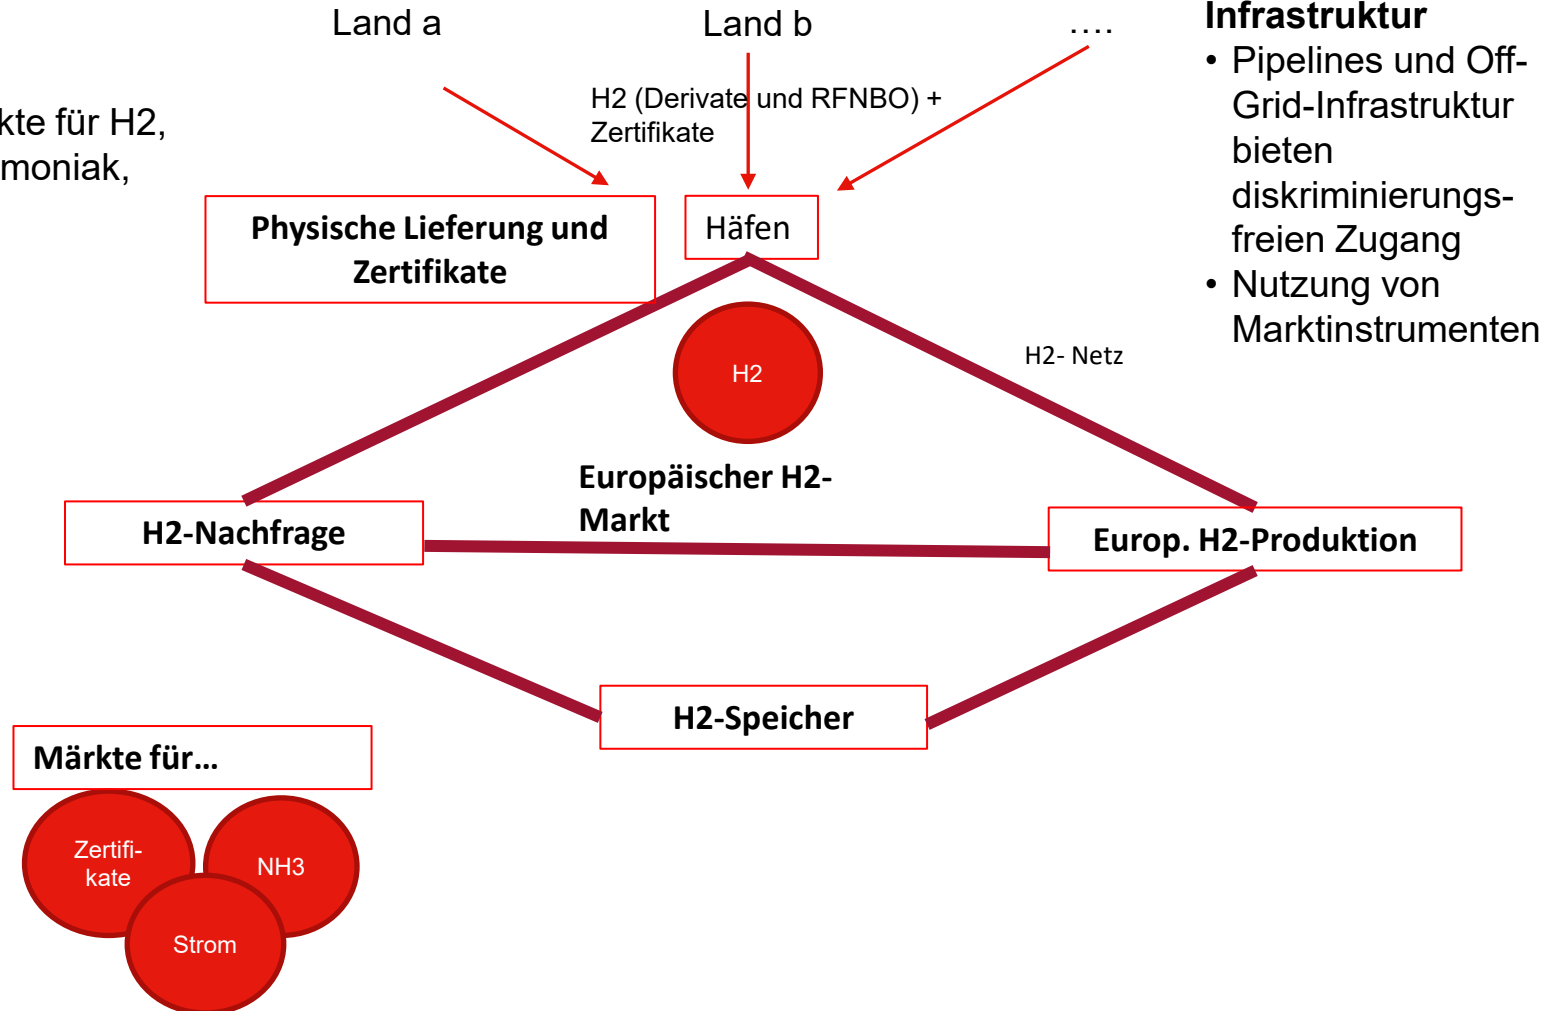 Land a
Land b
....
Infrastruktur
• Pipelines und Off-
Grid-Infrastruktur
bieten
diskriminierungs-
freien Zugang
• Nutzung von
Marktinstrumenten
kte für H2,
moniak,
H2 (Derivate und RFNBO) +
Zertifikate
Physische Lieferung und
Zertifikate
Häfen
H2
H2- Netz
Europäischer H2-
Markt
H2-Nachfrage
Europ. H2-Produktion
H2-Speicher
Märkte für...
Zertifi-
kate
NH3
Strom